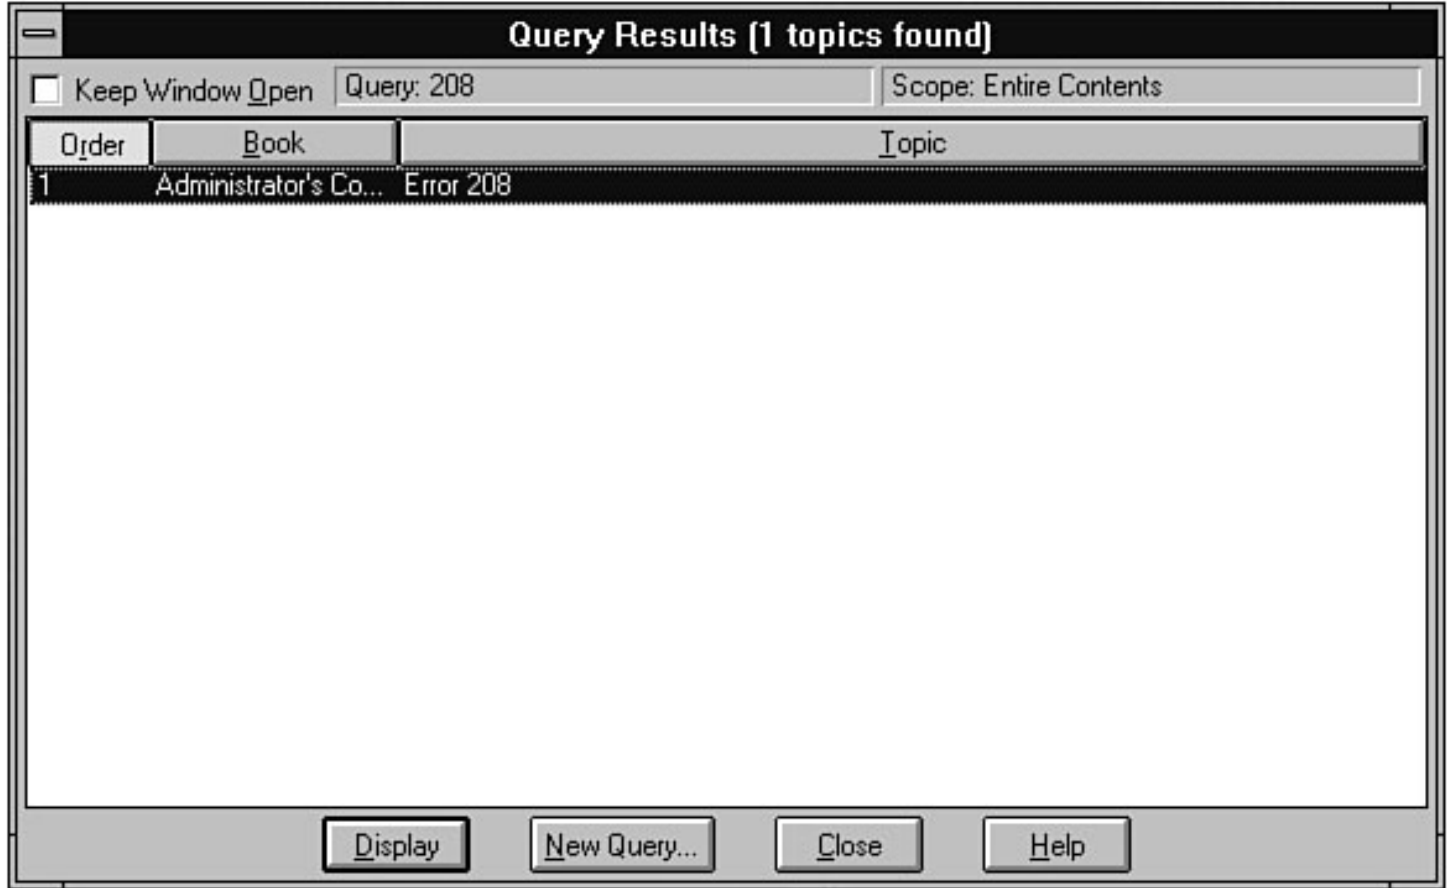 Query Results (1 topics found)
Keep Window Open Query: 208 Scope: Entire Contents
Order Book Topic
1 Administrator's Co... Error 208
Display New Query... Close Help